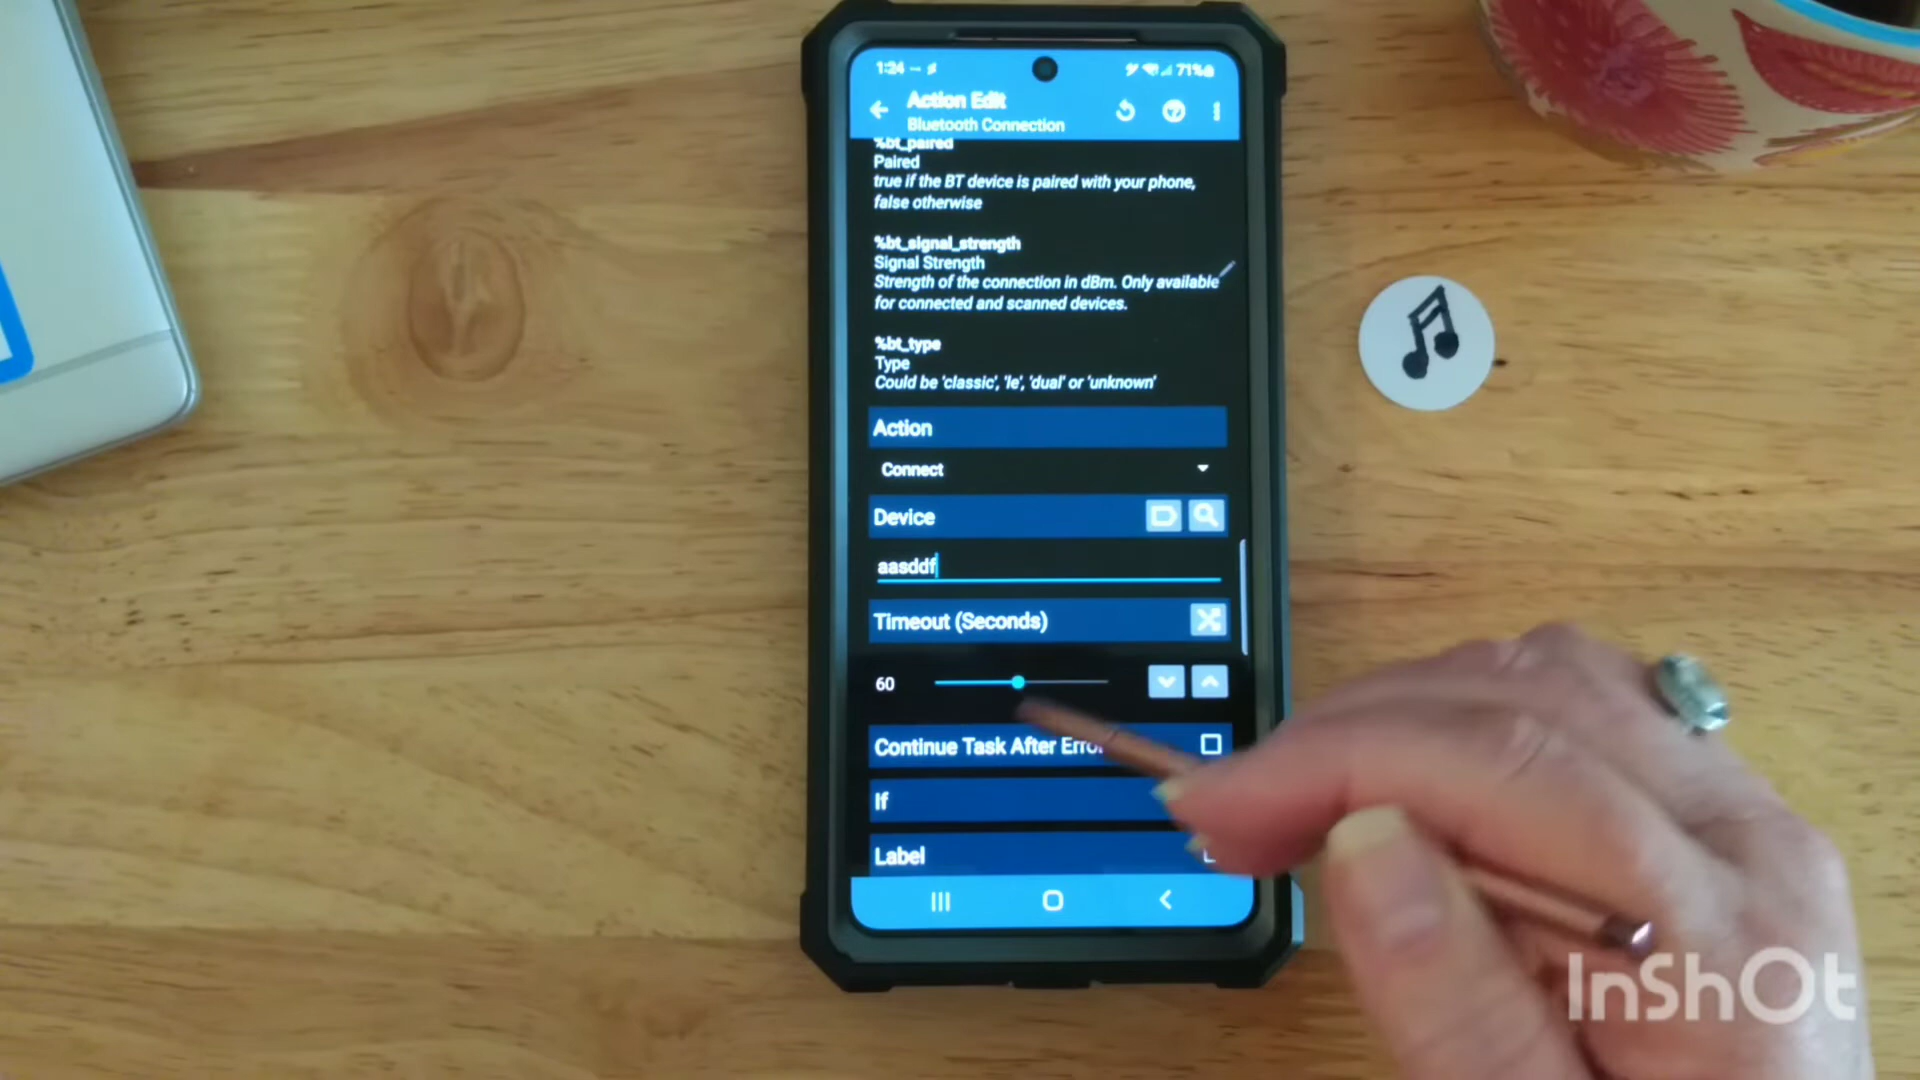 1:24
71%
Action Edit
Bluetooth Connection
%bt_paired
Paired
true if the BT device is paired with your phone,
false otherwise
%bt_signal_strength
Signal Strength
Strength of the connection in dBm. Only available
for connected and scanned devices.
%bt_type
Type
Could be 'classic', 'le', 'dual' or 'unknown'
Action
Connect
Device
aasddf
Timeout (Seconds)
60
Continue Task After Error
If
Label
InShOt